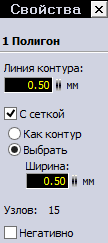 Свойства
1 Полигон
Линия контура:
0.50 мм
С сеткой
Как контур
Выбрать
Ширина:
0.50 мм
Узлов: 15
Негативно